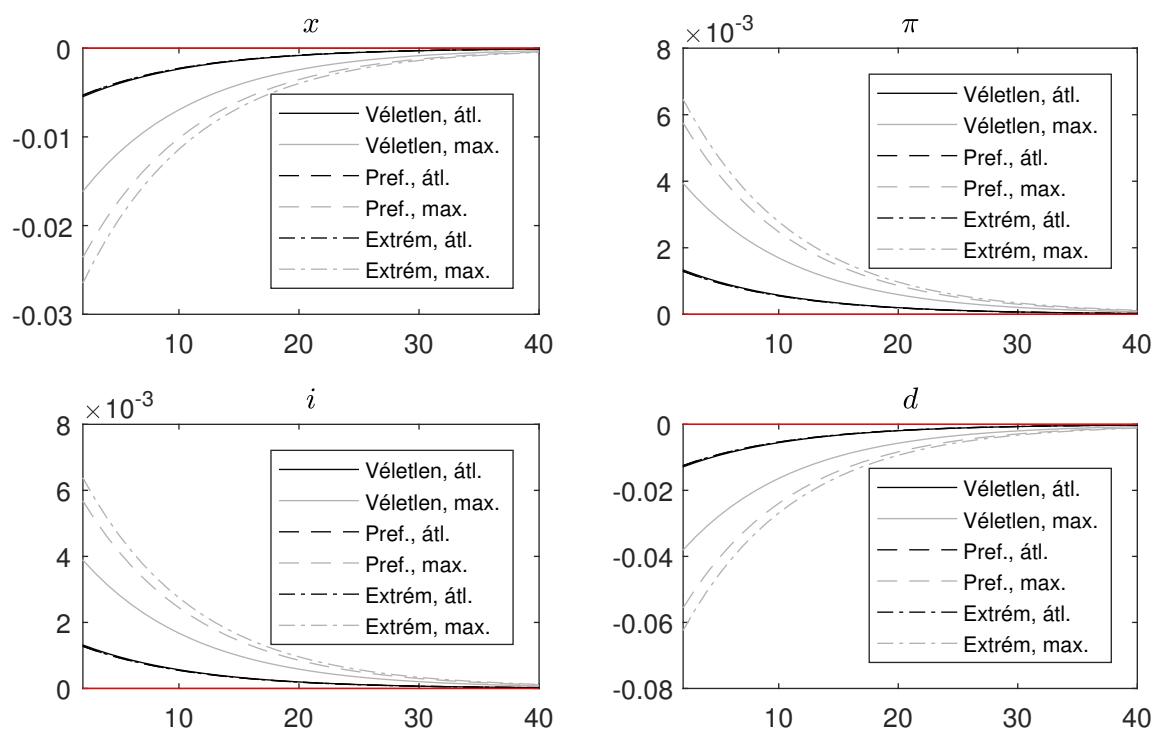 x
0
-0.01
-0.02
-0.03
10 20 30 40
Véletlen, átl.
Véletlen, max.
Pref., átl.
Pref., max.
Extrém, átl.
Extrém, max.
π
×10⁻³
8
6
4
2
0
10 20 30 40
Véletlen, átl.
Véletlen, max.
Pref., átl.
Pref., max.
Extrém, átl.
Extrém, max.
i
×10⁻³
8
6
4
2
0
10 20 30 40
Véletlen, átl.
Véletlen, max.
Pref., átl.
Pref., max.
Extrém, átl.
Extrém, max.
d
0
-0.02
-0.04
-0.06
-0.08
10 20 30 40
Véletlen, átl.
Véletlen, max.
Pref., átl.
Pref., max.
Extrém, átl.
Extrém, max.